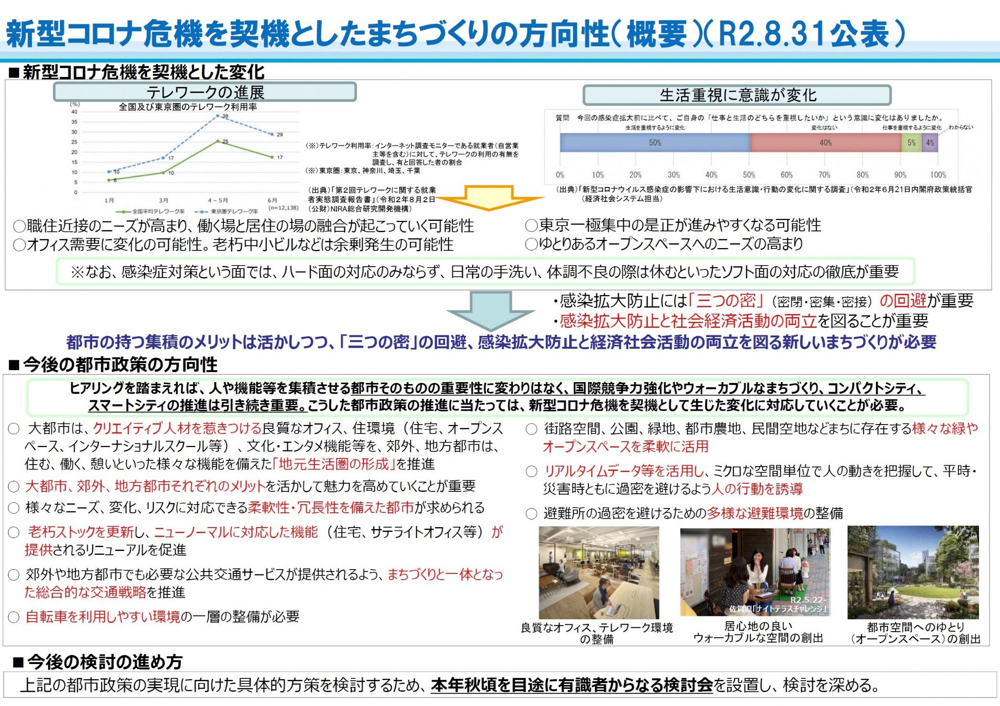 新型コロナ危機を契機としたまちづくりの方向性（概要）（R2.8.31公表）
■新型コロナ危機を契機とした変化
テレワークの進展
(%)
全国及び東京圏のテレワーク利用率
40
35
30
25
20
15
10
5
0
10
17
38
29
6
10
25
17
1月
3月
4－5月
6月
(n=12,138)
全国平均テレワーク率
東京圏テレワーク率
（※）テレワーク利用率：インターネット調査モニターである就業者（自営業
主等を含む）に対して、テレワークの利用の有無を
調査し、有と回答した者の割合
（※）東京圏：東京、神奈川、埼玉、千葉
（出典）「第2回テレワークに関する就業
者実態調査報告書」（令和2年8月2日
（公財）NIRA総合研究開発機構）
生活重視に意識が変化
質問　今回の感染症拡大前に比べて、ご自身の「仕事と生活のどちらを重視したいか」という意識に変化はありましたか。
生活を重視するように変化
変化はない
仕事を重視するように変化
わからない
50%
40%
5%
4%
0%
10%
20%
30%
40%
50%
60%
70%
80%
90%
100%
（出典）「新型コロナウイルス感染症の影響下における生活意識・行動の変化に関する調査」（令和2年6月21日内閣府政策統括官
（経済社会システム担当）
○職住近接のニーズが高まり、働く場と居住の場の融合が起こっていく可能性
○オフィス需要に変化の可能性。老朽中小ビルなどは余剰発生の可能性
○東京一極集中の是正が進みやすくなる可能性
○ゆとりあるオープンスペースへのニーズの高まり
※なお、感染症対策という面では、ハード面の対応のみならず、日常の手洗い、体調不良の際は休むといったソフト面の対応の徹底が重要
・感染拡大防止には「三つの密」（密閉・密集・密接）の回避が重要
・感染拡大防止と社会経済活動の両立を図ることが重要
都市の持つ集積のメリットは活かしつつ、「三つの密」の回避、感染拡大防止と経済社会活動の両立を図る新しいまちづくりが必要
■今後の都市政策の方向性
ヒアリングを踏まえれば、人や機能等を集積させる都市そのものの重要性に変わりはなく、国際競争力強化やウォーカブルなまちづくり、コンパクトシティ、
スマートシティの推進は引き続き重要。こうした都市政策の推進に当たっては、新型コロナ危機を契機として生じた変化に対応していくことが必要。
○ 大都市は、クリエイティブ人材を惹きつける良質なオフィス、住環境（住宅、オープンス
ペース、インターナショナルスクール等）、文化・エンタメ機能等を、郊外、地方都市は、
住む、働く、憩いといった様々な機能を備えた「地元生活圏の形成」を推進
○ 大都市、郊外、地方都市それぞれのメリットを活かして魅力を高めていくことが重要
○ 様々なニーズ、変化、リスクに対応できる柔軟性・冗長性を備えた都市が求められる
○ 老朽ストックを更新し、ニューノーマルに対応した機能（住宅、サテライトオフィス等）が
提供されるリニューアルを促進
○ 郊外や地方都市でも必要な公共交通サービスが提供されるよう、まちづくりと一体となっ
た総合的な交通戦略を推進
○ 自転車を利用しやすい環境の一層の整備が必要
○ 街路空間、公園、緑地、都市農地、民間空地などまちに存在する様々な緑や
オープンスペースを柔軟に活用
○ リアルタイムデータ等を活用し、ミクロな空間単位で人の動きを把握して、平時・
災害時ともに過密を避けるよう人の行動を誘導
○ 避難所の過密を避けるための多様な避難環境の整備
R2.5.22-
佐賀県「ナイトテラスチャレンジ」
良質なオフィス、テレワーク環境
の整備
居心地の良い
ウォーカブルな空間の創出
都市空間へのゆとり
（オープンスペース）の創出
■今後の検討の進め方
上記の都市政策の実現に向けた具体的方策を検討するため、本年秋頃を目途に有識者からなる検討会を設置し、検討を深める。